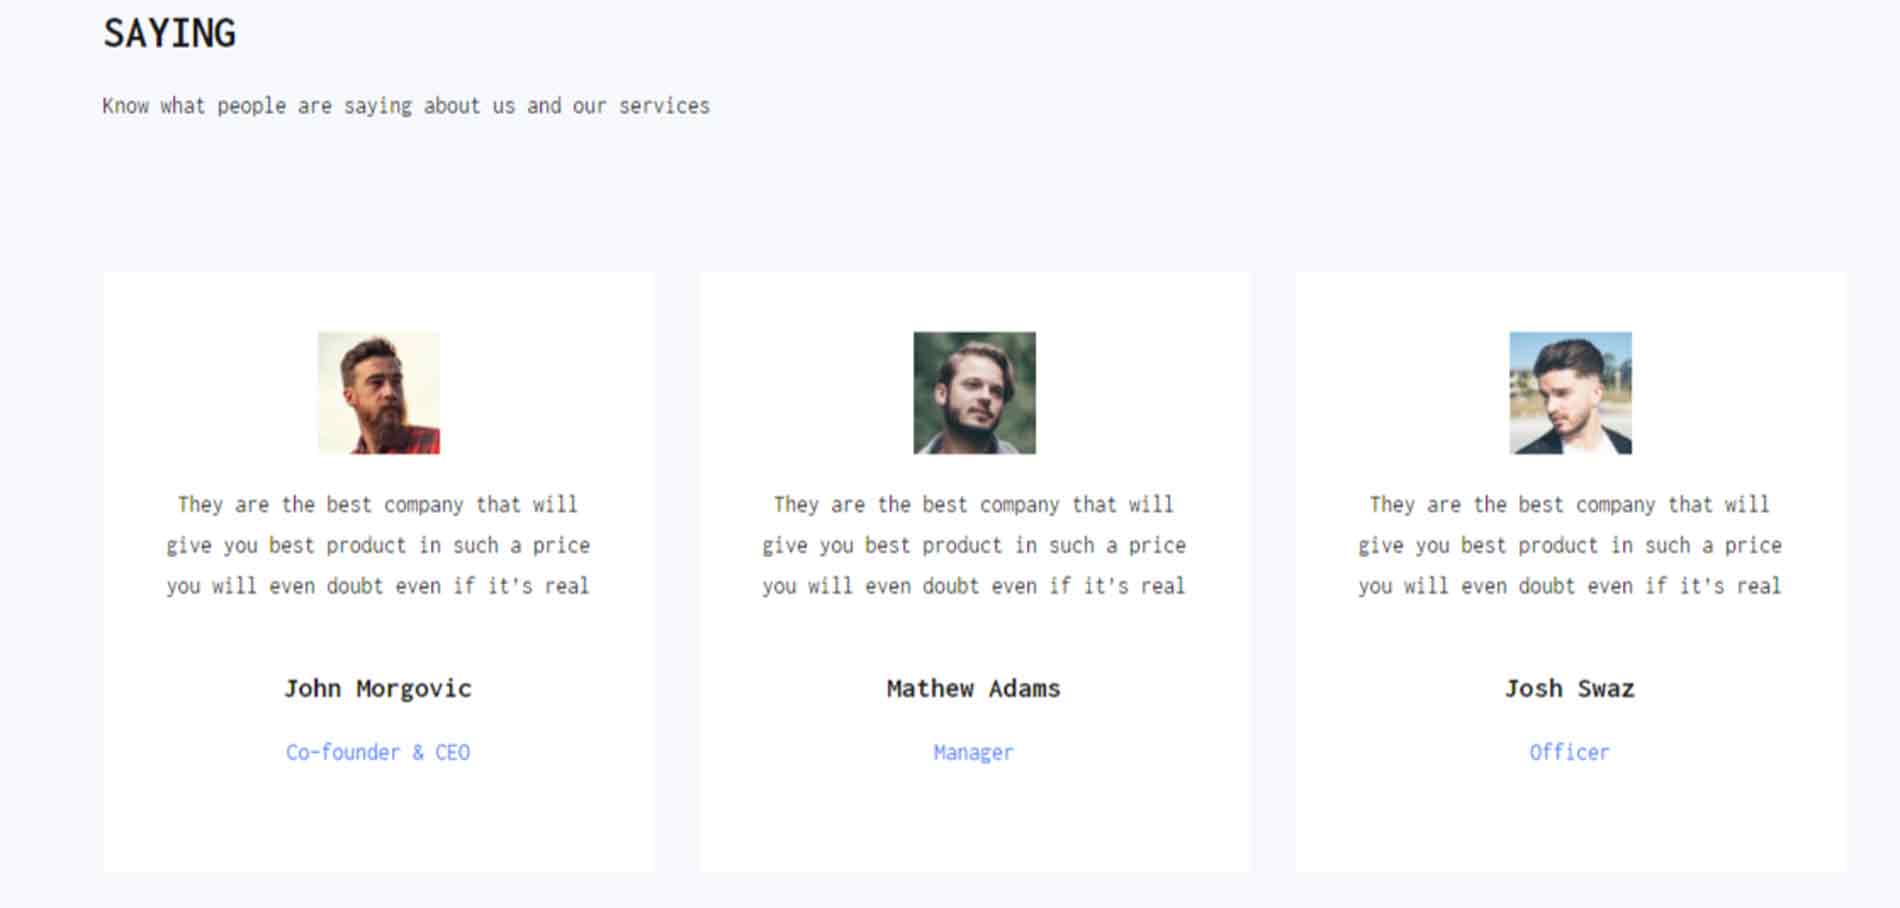 SAYING
Know what people are saying about us and our services
They are the best company that will
give you best product in such a price
you will even doubt even if it's real
John Morgovic
Co-founder & CEO
They are the best company that will
give you best product in such a price
you will even doubt even if it's real
Mathew Adams
Manager
They are the best company that will
give you best product in such a price
you will even doubt even if it's real
Josh Swaz
Officer